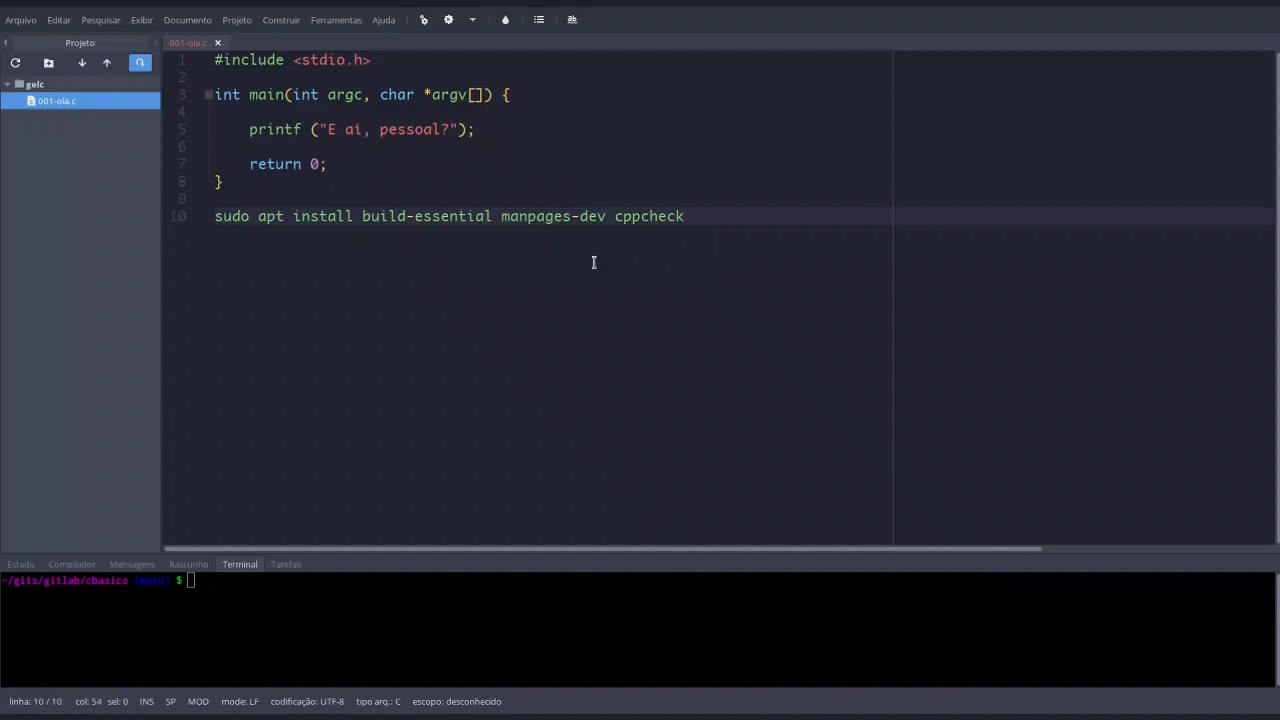 Arquivo Editar Pesquisar Exibir Documento Projeto Construir Ferramentas Ajuda ab
Projeto
001-ola.c
gelc
001-ola.c
1 #include <stdio.h>
2
3 int main(int argc, char *argv[]) {
4
5 printf ("E aí, pessoal?");
6
7 return 0;
8 }
9
10 sudo apt install build-essential manpages-dev cppcheck
Estado Compilador Mensagens Rascunho Terminal Tarefas
~/gits/gitlab/cbasics (main) $
linha: 10 / 10 col: 54 sel: 0 INS SP MOD mode: LF codificação: UTF-8 tipo arq.: C escopo: desconhecido